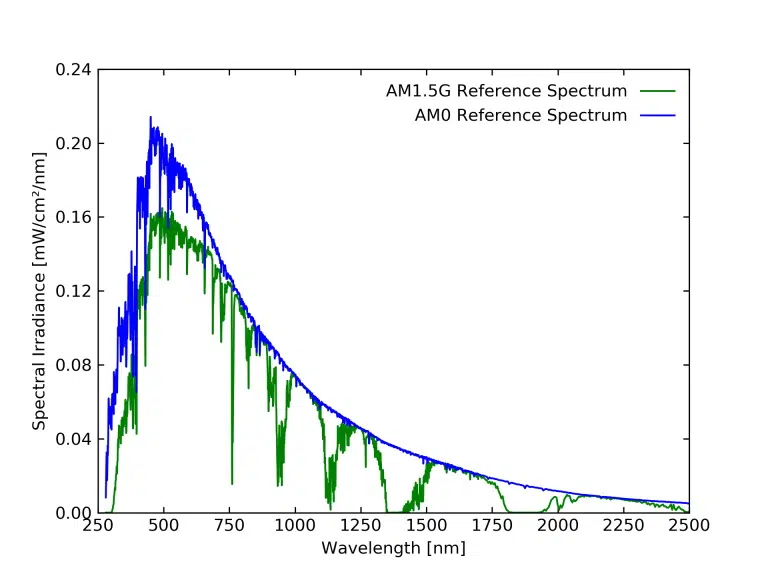 0.24
0.20
0.16
0.12
0.08
0.04
0.00
Spectral Irradiance [mW/cm²/nm]
AM1.5G Reference Spectrum
AM0 Reference Spectrum
250 500 750 1000 1250 1500 1750 2000 2250 2500
Wavelength [nm]